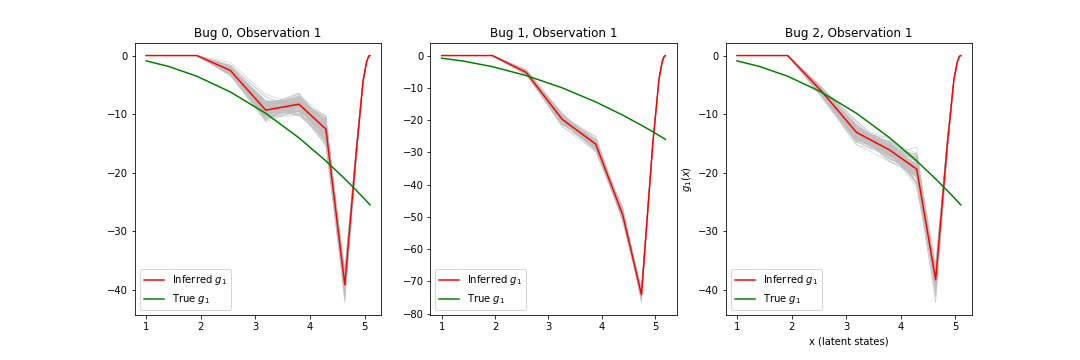 Bug 0, Observation 1
0
−10
−20
−30
−40
1 2 3 4 5
Inferred g₁
True g₁
Bug 1, Observation 1
0
−10
−20
−30
−40
−50
−60
−70
−80
1 2 3 4 5
Inferred g₁
True g₁
Bug 2, Observation 1
g₁(x)
0
−10
−20
−30
−40
1 2 3 4 5
x (latent states)
Inferred g₁
True g₁